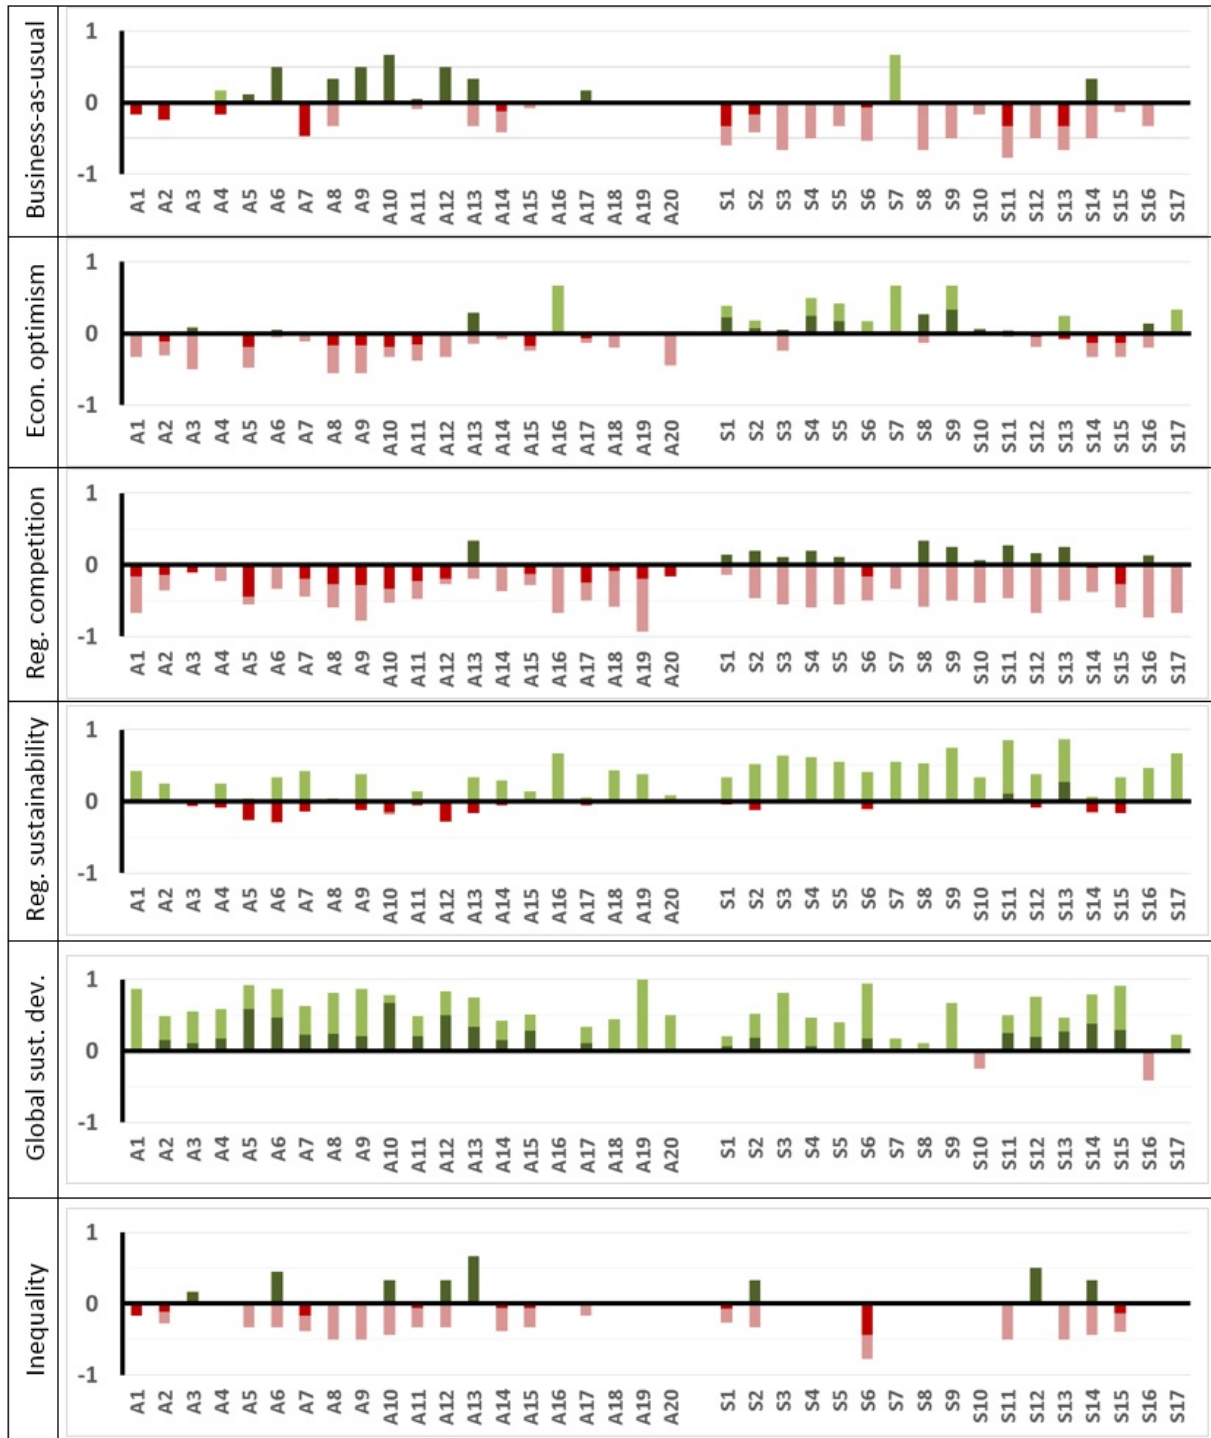 Business-as-usual
1
0
-1
A1 A2 A3 A4 A5 A6 A7 A8 A9 A10 A11 A12 A13 A14 A15 A16 A17 A18 A19 A20 S1 S2 S3 S4 S5 S6 S7 S8 S9 S10 S11 S12 S13 S14 S15 S16 S17
Econ. optimism
1
0
-1
A1 A2 A3 A4 A5 A6 A7 A8 A9 A10 A11 A12 A13 A14 A15 A16 A17 A18 A19 A20 S1 S2 S3 S4 S5 S6 S7 S8 S9 S10 S11 S12 S13 S14 S15 S16 S17
Reg. competition
1
0
-1
A1 A2 A3 A4 A5 A6 A7 A8 A9 A10 A11 A12 A13 A14 A15 A16 A17 A18 A19 A20 S1 S2 S3 S4 S5 S6 S7 S8 S9 S10 S11 S12 S13 S14 S15 S16 S17
Reg. sustainability
1
0
-1
A1 A2 A3 A4 A5 A6 A7 A8 A9 A10 A11 A12 A13 A14 A15 A16 A17 A18 A19 A20 S1 S2 S3 S4 S5 S6 S7 S8 S9 S10 S11 S12 S13 S14 S15 S16 S17
Global sust. dev.
1
0
-1
A1 A2 A3 A4 A5 A6 A7 A8 A9 A10 A11 A12 A13 A14 A15 A16 A17 A18 A19 A20 S1 S2 S3 S4 S5 S6 S7 S8 S9 S10 S11 S12 S13 S14 S15 S16 S17
Inequality
1
0
-1
A1 A2 A3 A4 A5 A6 A7 A8 A9 A10 A11 A12 A13 A14 A15 A16 A17 A18 A19 A20 S1 S2 S3 S4 S5 S6 S7 S8 S9 S10 S11 S12 S13 S14 S15 S16 S17